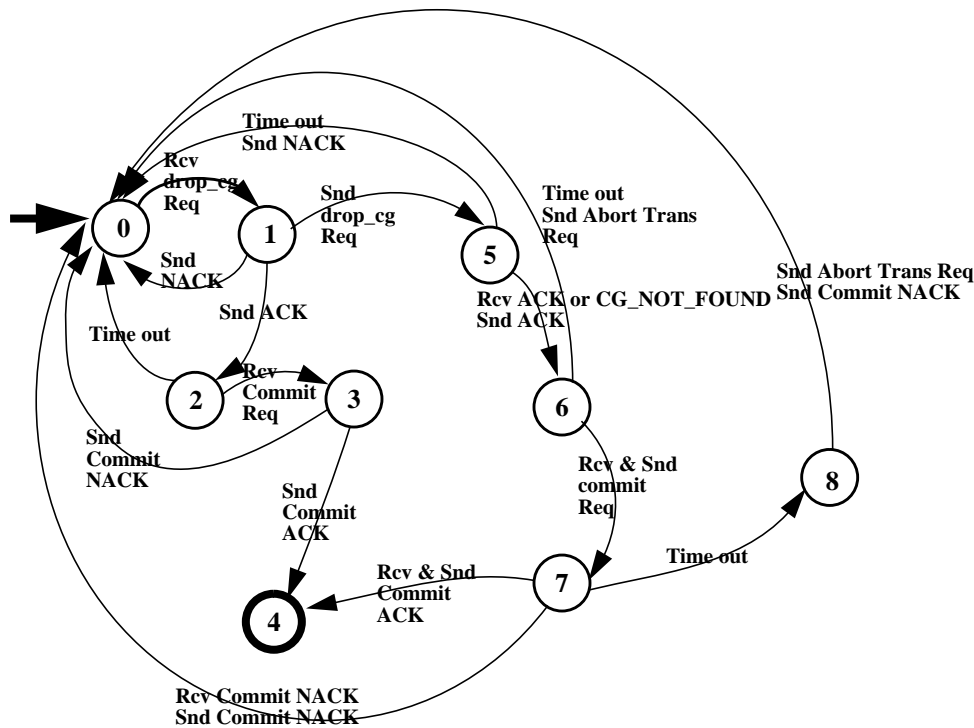 Time out
Snd NACK
Rcv
drop_cg
Req
Snd
drop_cg
Req
Time out
Snd Abort Trans
Req
0
1
5
Snd
NACK
Snd Abort Trans Req
Snd Commit NACK
Rcv ACK or CG_NOT_FOUND
Snd ACK
Snd ACK
Time out
Rcv
Commit
Req
2
3
6
Snd
Commit
NACK
Rcv & Snd
commit
Req
8
Snd
Commit
ACK
Time out
Rcv & Snd
Commit
ACK
7
4
Rcv Commit NACK
Snd Commit NACK